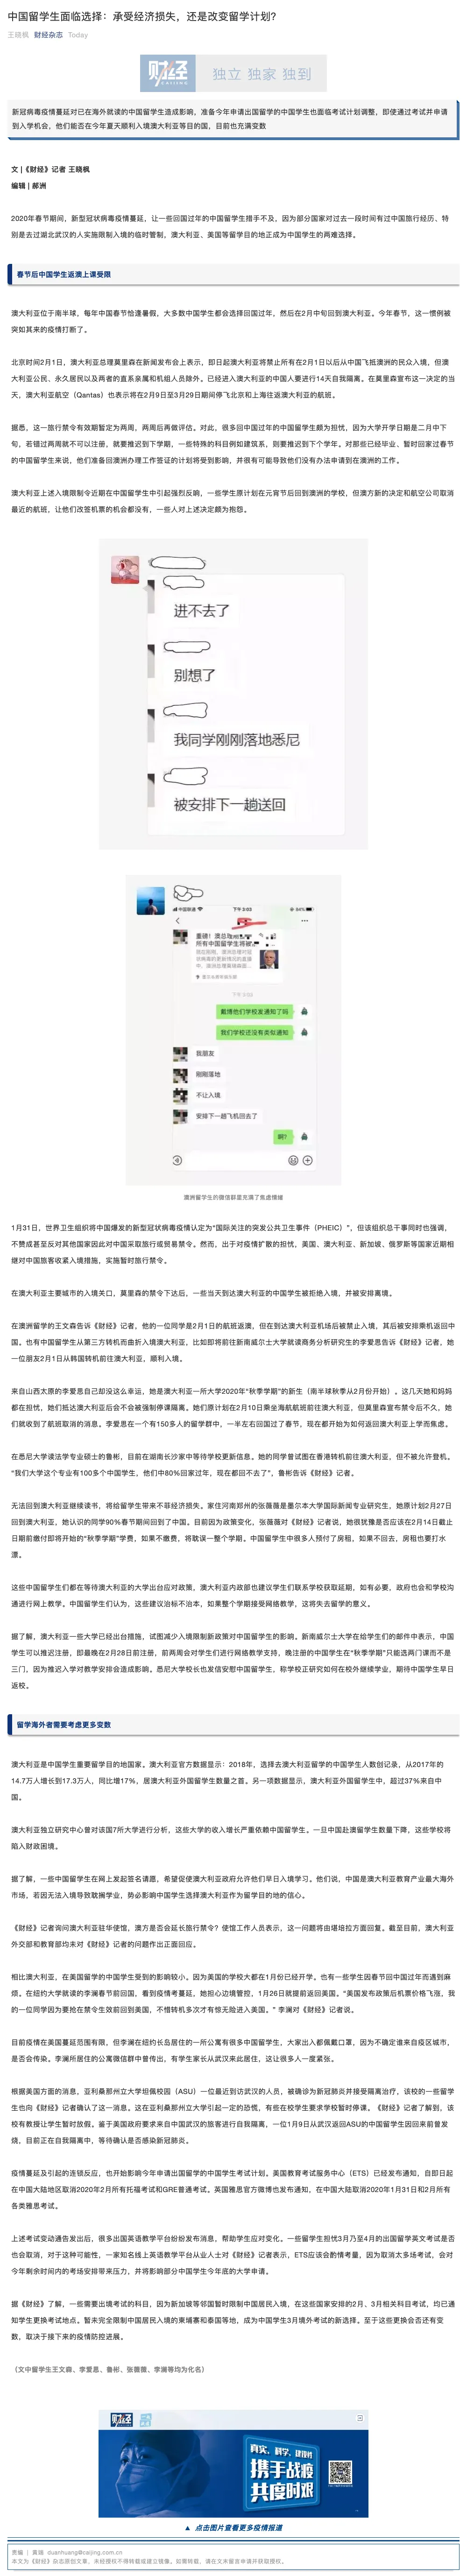 中国留学生面临选择：承受经济损失，还是改变留学计划？
王晓枫 财经杂志 Today
财经 CAIJING 独立 独家 独到
新冠病毒疫情蔓延对已在海外就读的中国留学生造成影响，准备今年申请出国留学的中国学生也面临考试计划调整，即使通过考试并申请
到入学机会，他们能否在今年夏天顺利入境澳大利亚等目的国，目前也充满变数
文 |《财经》记者 王晓枫
编辑 | 郝洲
2020年春节期间，新型冠状病毒疫情蔓延，让一些回国过年的中国留学生措手不及，因为部分国家对过去一段时间有过中国旅行经历、特
别是去过湖北武汉的人实施限制入境的临时管制，澳大利亚、美国等留学目的地正成为中国学生的两难选择。
春节后中国学生返澳上课受限
澳大利亚位于南半球，每年中国春节恰逢暑假，大多数中国学生都会选择回国过年，然后在2月中旬回到澳大利亚。今年春节，这一惯例被
突如其来的疫情打断了。
北京时间2月1日，澳大利亚总理莫里森在新闻发布会上表示，即日起澳大利亚将禁止所有在2月1日以后从中国飞抵澳洲的民众入境，但澳
大利亚公民、永久居民以及两者的直系亲属和机组人员除外。已经进入澳大利亚的中国人要进行14天自我隔离。在莫里森宣布这一决定的当
天，澳大利亚航空（Qantas）也表示将在2月9日至3月29日期间停飞北京和上海往返澳大利亚的航班。
据悉，这一旅行禁令有效期暂定为两周，两周后再做评估。对此，很多回中国过年的中国留学生颇为担忧，因为大学开学日期是二月中下
旬，若错过两周就不可以注册，就要推迟到下学期，一些特殊的科目例如建筑系，则要推迟到下个学年。对那些已经毕业、暂时回家过春节
的中国留学生来说，他们准备回澳洲办理工作签证的计划将受到影响，并很有可能导致他们没有办法申请到在澳洲的工作。
澳大利亚上述入境限制令近期在中国留学生中引起强烈反响，一些学生原计划在元宵节后回到澳洲的学校，但澳方新的决定和航空公司取消
最近的航班，让他们改签机票的机会都没有，一些人对上述决定颇为抱怨。
进不去了
别想了
我同学刚刚落地悉尼
被安排下一趟送回
中国联通 下午3:03 84%
重磅！澳总
所有中国留学生将被
下午 3:02
戴博他们学校发通知了吗
我们学校还没有类似通知
我朋友
刚刚落地
不让入境
安排下一趟飞机回去了
啊？
澳洲留学生的微信群里充满了焦虑情绪
1月31日，世界卫生组织将中国爆发的新型冠状病毒疫情认定为“国际关注的突发公共卫生事件（PHEIC）”，但该组织总干事同时也强调，
不赞成甚至反对其他国家因此对中国采取旅行或贸易禁令。然而，出于对疫情扩散的担忧，美国、澳大利亚、新加坡、俄罗斯等国家近期相
继对中国旅客收紧入境措施，实施暂时旅行禁令。
在澳大利亚主要城市的入境关口，莫里森的禁令下达后，一些当天到达澳大利亚的中国学生被拒绝入境，并被安排离境。
在澳洲留学的王文森告诉《财经》记者，他的一位同学是2月1日的航班返澳，但在到达澳大利亚机场后被禁止入境，其后被安排乘机返回中
国。也有中国留学生从第三方转机而曲折入境澳大利亚，比如即将前往新南威尔士大学就读商务分析研究生的李爱思告诉《财经》记者，她
一位朋友2月1日从韩国转机前往澳大利亚，顺利入境。
来自山西太原的李爱思自己却没这么幸运，她是澳大利亚一所大学2020年“秋季学期”的新生（南半球秋季从2月份开始）。这几天她和妈妈
都在担忧，她们抵达澳大利亚后会不会被强制停课隔离。她们原计划在2月10日乘坐海航航班前往澳大利亚，但莫里森宣布禁令后不久，她
们就收到了航班取消的消息。李爱思在一个有150多人的留学群中，一半左右回国过了春节，现在都开始为如何返回澳大利亚上学而焦虑。
在悉尼大学读法学专业硕士的鲁彬，目前在湖南长沙家中等待学校更新信息。她的同学曾试图在香港转机前往澳大利亚，但不被允许登机。
“我们大学这个专业有100多个中国学生，他们中80%回家过年，现在都回不去了”，鲁彬告诉《财经》记者。
无法回到澳大利亚继续读书，将给留学生带来不菲经济损失。家住河南郑州的张薇薇是墨尔本大学国际新闻专业研究生，她原计划2月27日
回到澳大利亚，她认识的同学90%春节期间回到了中国。目前因为政策变化，张薇薇对《财经》记者说，她很犹豫是否应该在2月14日截止
日期前缴付即将开始的“秋季学期”学费，如果不缴费，将耽误一整个学期。中国留学生中很多人预付了房租，如果不回去，房租也要打水
漂。
这些中国留学生们都在等待澳大利亚的大学出台应对政策，澳大利亚内政部也建议学生们联系学校获取延期，如有必要，政府也会和学校沟
通进行网上教学。中国留学生们认为，这些建议治标不治本，如果整个学期接受网络教学，这将失去留学的意义。
据了解，澳大利亚一些大学已经出台措施，试图减少入境限制新政策对中国留学生的影响。新南威尔士大学在给学生们的邮件中表示，中国
学生可以推迟注册，即最晚在2月28日前注册，前两周会对学生们进行网络教学支持，晚注册的中国学生在“秋季学期”只能选两门课而不是
三门，因为推迟入学对教学安排会造成影响。悉尼大学校长也发信安慰中国留学生，称学校正研究如何在校外继续学业，期待中国学生早日
返校。
留学海外者需要考虑更多变数
澳大利亚是中国学生重要留学目的地国家。澳大利亚官方数据显示：2018年，选择去澳大利亚留学的中国学生人数创记录，从2017年的
14.7万人增长到17.3万人，同比增17%，居澳大利亚外国留学生数量之首。另一项数据显示，澳大利亚外国留学生中，超过37%来自中
国。
澳大利亚独立研究中心曾对该国7所大学进行分析，这些大学的收入增长严重依赖中国留学生。一旦中国赴澳留学生数量下降，这些学校将
陷入财政困境。
据了解，一些中国留学生在网上发起签名请愿，希望促使澳大利亚政府允许他们早日入境学习。他们说，中国是澳大利亚教育产业最大海外
市场，若因无法入境导致耽搁学业，势必影响中国学生选择澳大利亚作为留学目的地的信心。
《财经》记者询问澳大利亚驻华使馆，澳方是否会延长旅行禁令？使馆工作人员表示，这一问题将由堪培拉方面回复。截至目前，澳大利亚
外交部和教育部均未对《财经》记者的问题作出正面回应。
相比澳大利亚，在美国留学的中国学生受到的影响较小。因为美国的学校大都在1月份已经开学。也有一些学生因春节回中国过年而遇到麻
烦。在纽约大学就读的李澜春节前回国，看到疫情考蔓延，她担心边境管控，1月26日就提前返回美国。“美国发布政策后机票价格飞涨，我
的一位同学因为要抢在禁令生效前回到美国，不惜转机多次才有惊无险进入美国。” 李澜对《财经》记者说。
目前疫情在美国蔓延范围有限，但李澜在纽约长岛居住的一所公寓有很多中国留学生，大家出入都佩戴口罩，因为不确定谁来自疫区城市，
是否会传染。李澜所居住的公寓微信群中曾传出，有学生家长从武汉来此居住，这让很多人一度紧张。
根据美国方面的消息，亚利桑那州立大学坦佩校园（ASU）一位最近到访武汉的人员，被确诊为新冠肺炎并接受隔离治疗，该校的一些留学
生也向《财经》记者确认了这一消息。这在亚利桑那州立大学引起一定的恐慌，有些在校学生要求学校暂时停课。《财经》记者了解到，该
校有教授让学生暂时放假。鉴于美国政府要求来自中国武汉的旅客进行自我隔离，一位1月9日从武汉返回ASU的中国留学生因回来前曾发
烧，目前正在自我隔离中，等待确认是否感染新冠肺炎。
疫情蔓延及引起的连锁反应，也开始影响今年申请出国留学的中国学生考试计划。美国教育考试服务中心（ETS）已经发布通知，自即日起
在中国大陆地区取消2020年2月所有托福考试和GRE普通考试。英国雅思官方微博也发布通知，在中国大陆取消2020年1月31日和2月所有
各类雅思考试。
上述考试变动通告发出后，很多出国英语教学平台纷纷发布消息，帮助学生应对变化。一些留学生担忧3月乃至4月的出国留学英文考试是否
也会取消，对于这种可能性，一家知名线上英语教学平台从业人士对《财经》记者表示，ETS应该会酌情考量，因为取消太多场考试，会对
今年剩余时间内的考场安排带来压力，并将影响部分中国学生今年底的大学申请。
据《财经》了解，一些需要出境考试的科目，因为新加坡等邻国暂时限制中国居民入境，在这些国家安排的2月、3月相关科目考试，均已通
知学生更换考试地点。暂未完全限制中国居民入境的柬埔寨和泰国等地，成为中国学生3月境外考试的新选择。至于这些更换会否还有变
数，取决于接下来的疫情防控进展。
（文中留学生王文森、李爱思、鲁彬、张薇薇、李澜等均为化名）
财经
真实、科学、建设性
携手战疫
共度时艰
▲ 点击图片查看更多疫情报道
责编 | 黄端 duanhuang@caijing.com.cn
本文为《财经》杂志原创文章，未经授权不得转载或建立镜像。如需转载，请在文末留言申请并获取授权。